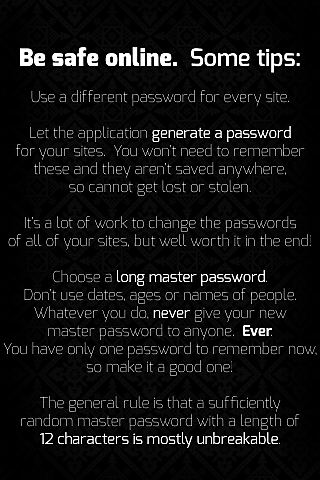 Be safe online. Some tips:
Use a different password for every site.
Let the application generate a password
for your sites. You won't need to remember
these and they aren't saved anywhere,
so cannot get lost or stolen.
It's a lot of work to change the passwords
of all of your sites, but well worth it in the end!
Choose a long master password.
Don't use dates, ages or names of people.
Whatever you do, never give your new
master password to anyone. Ever.
You have only one password to remember now,
so make it a good one!
The general rule is that a sufficiently
random master password with a length of
12 characters is mostly unbreakable.